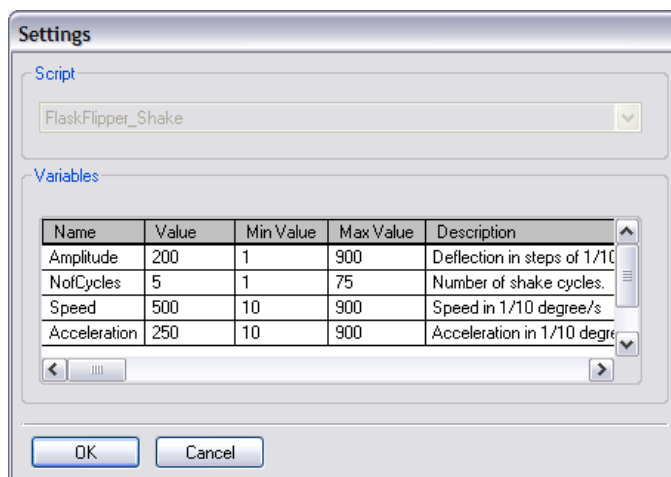 Settings
Script
FlaskFlipper_Shake
Variables
Name Value Min Value Max Value Description
Amplitude 200 1 900 Deflection in steps of 1/10
NofCycles 5 1 75 Number of shake cycles.
Speed 500 10 900 Speed in 1/10 degree/s
Acceleration 250 10 900 Acceleration in 1/10 degre
OK Cancel